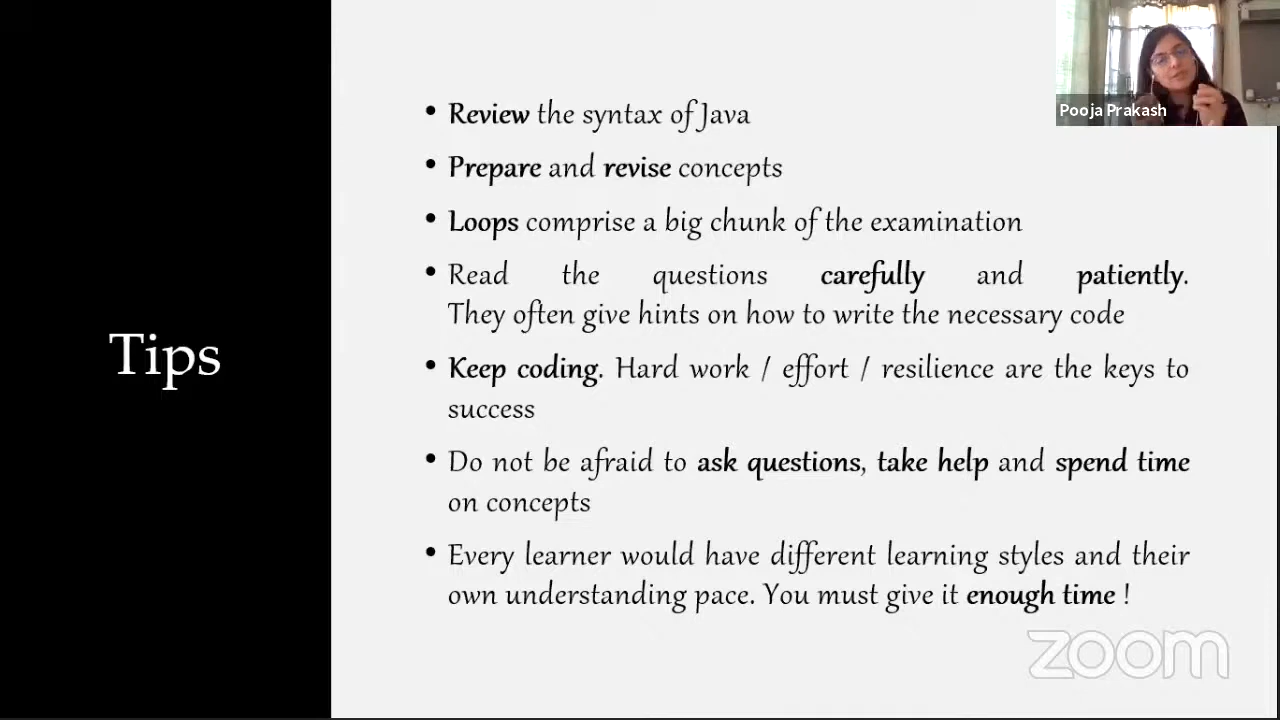 Pooja Prakash
Tips
• Review the syntax of Java
• Prepare and revise concepts
• Loops comprise a big chunk of the examination
• Read the questions carefully and patiently.
They often give hints on how to write the necessary code
• Keep coding. Hard work / effort / resilience are the keys to
success
• Do not be afraid to ask questions, take help and spend time
on concepts
• Every learner would have different learning styles and their
own understanding pace. You must give it enough time !
zoom